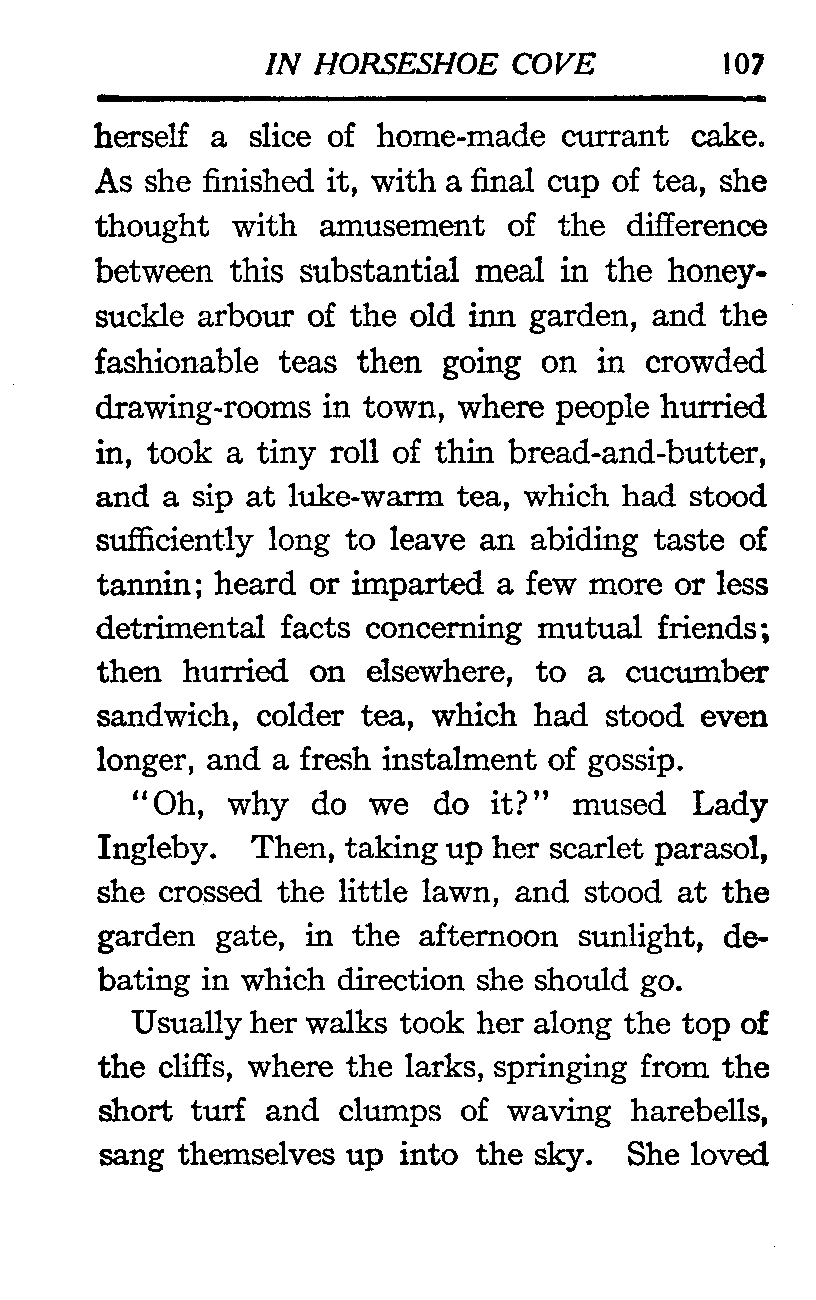 IN HORSESHOE COVE 107
herself a slice of home-made currant cake.
As she finished it, with a final cup of tea, she
thought with amusement of the difference
between this substantial meal in the honey-
suckle arbour of the old inn garden, and the
fashionable teas then going on in crowded
drawing-rooms in town, where people hurried
in, took a tiny roll of thin bread-and-butter,
and a sip at luke-warm tea, which had stood
sufficiently long to leave an abiding taste of
tannin; heard or imparted a few more or less
detrimental facts concerning mutual friends;
then hurried on elsewhere, to a cucumber
sandwich, colder tea, which had stood even
longer, and a fresh instalment of gossip.
"Oh, why do we do it?" mused Lady
Ingleby. Then, taking up her scarlet parasol,
she crossed the little lawn, and stood at the
garden gate, in the afternoon sunlight, de-
bating in which direction she should go.
Usually her walks took her along the top of
the cliffs, where the larks, springing from the
short turf and clumps of waving harebells,
sang themselves up into the sky. She loved